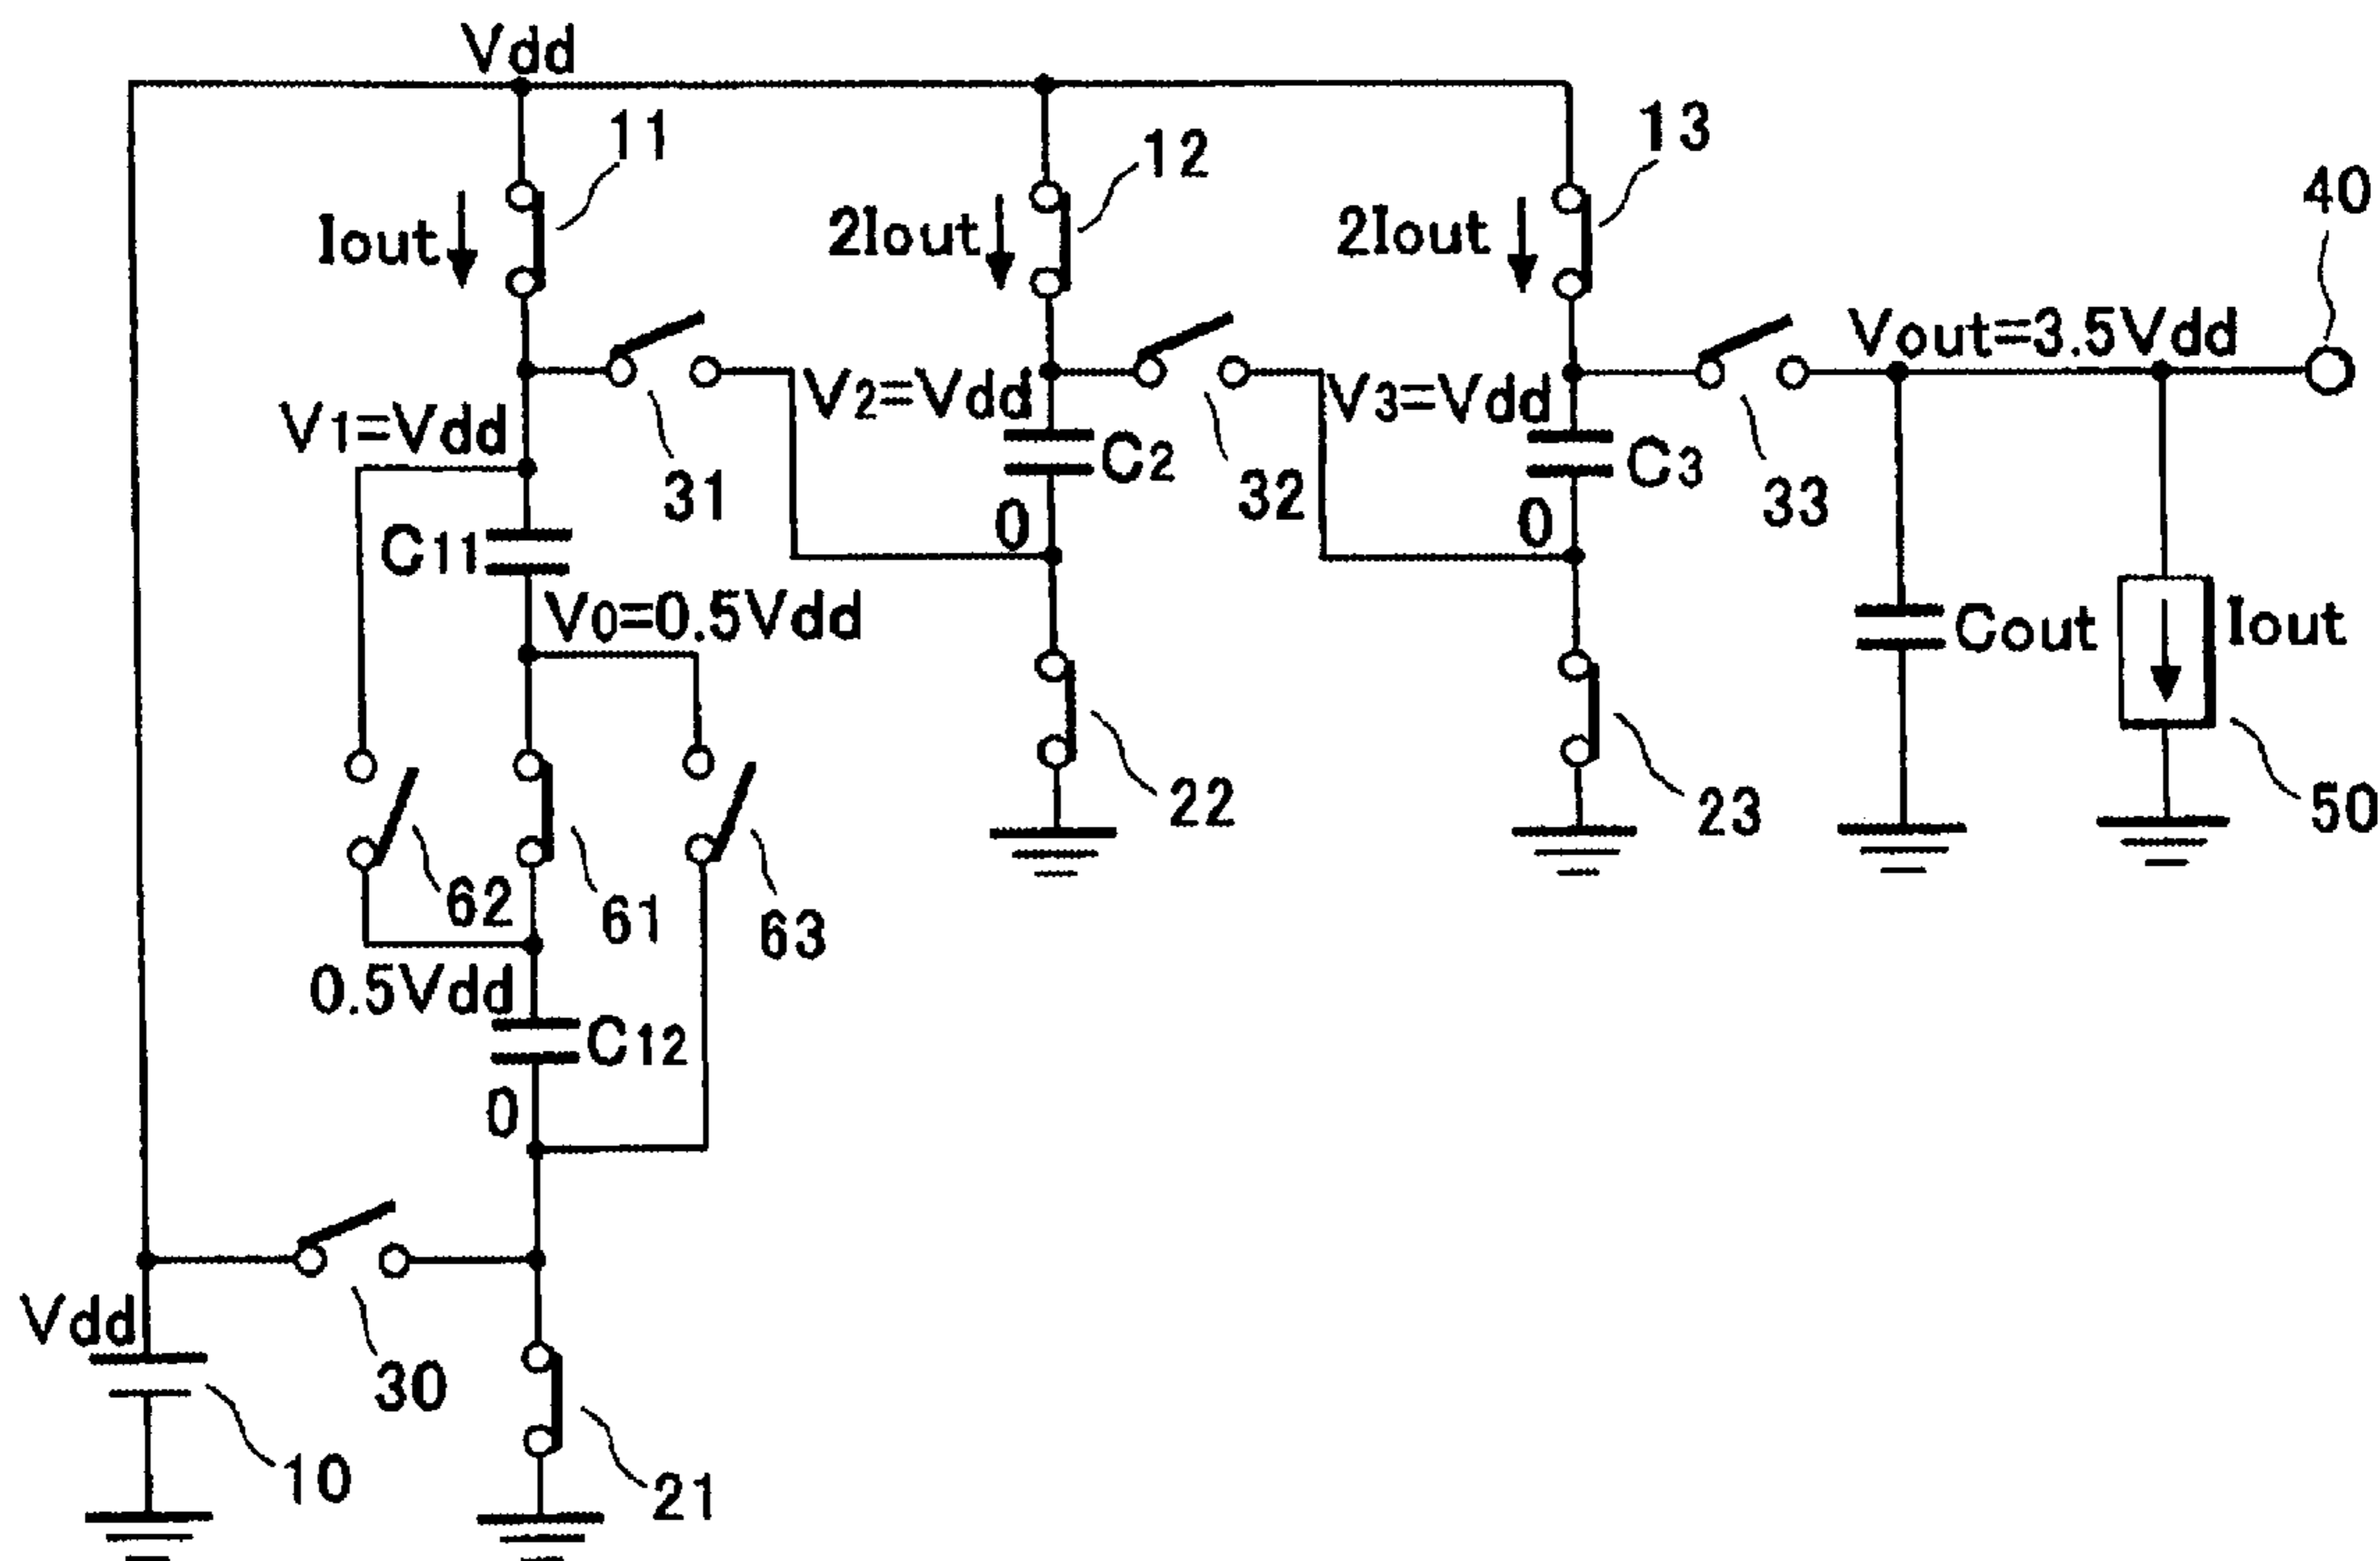 Vdd
11
12
13
40
Iout
2Iout
2Iout
Vout=3.5Vdd
V1=Vdd
V2=Vdd
V3=Vdd
31
C2
32
C3
33
0
0
C11
V0=0.5Vdd
Cout
Iout
22
23
50
62
61
63
0.5Vdd
C12
0
Vdd
30
10
21